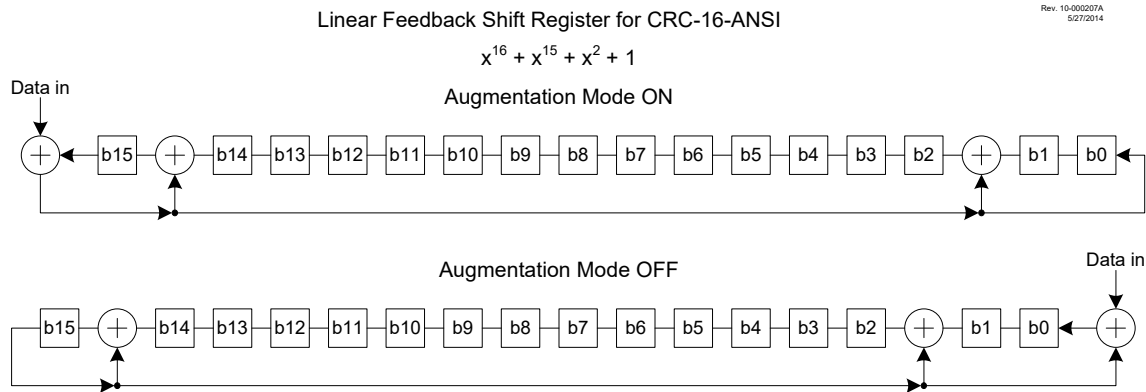 Rev. 10-000207A
5/27/2014
Linear Feedback Shift Register for CRC-16-ANSI
x¹⁶ + x¹⁵ + x² + 1
Augmentation Mode ON
Data in
b15 b14 b13 b12 b11 b10 b9 b8 b7 b6 b5 b4 b3 b2 b1 b0
Augmentation Mode OFF
Data in
b15 b14 b13 b12 b11 b10 b9 b8 b7 b6 b5 b4 b3 b2 b1 b0